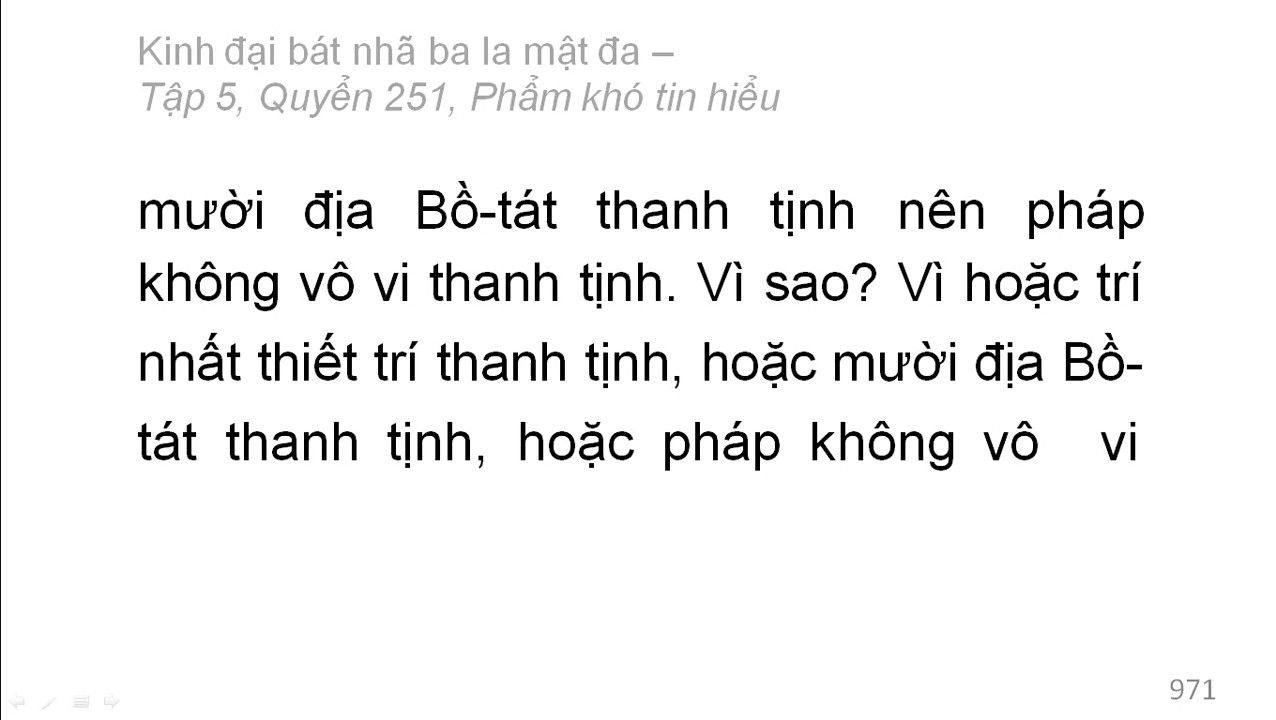 Kinh đại bát nhã ba la mật đa –
Tập 5, Quyển 251, Phẩm khó tin hiểu
mười địa Bồ-tát thanh tịnh nên pháp
không vô vi thanh tịnh. Vì sao? Vì hoặc trí
nhất thiết trí thanh tịnh, hoặc mười địa Bồ-
tát thanh tịnh, hoặc pháp không vô vi
971